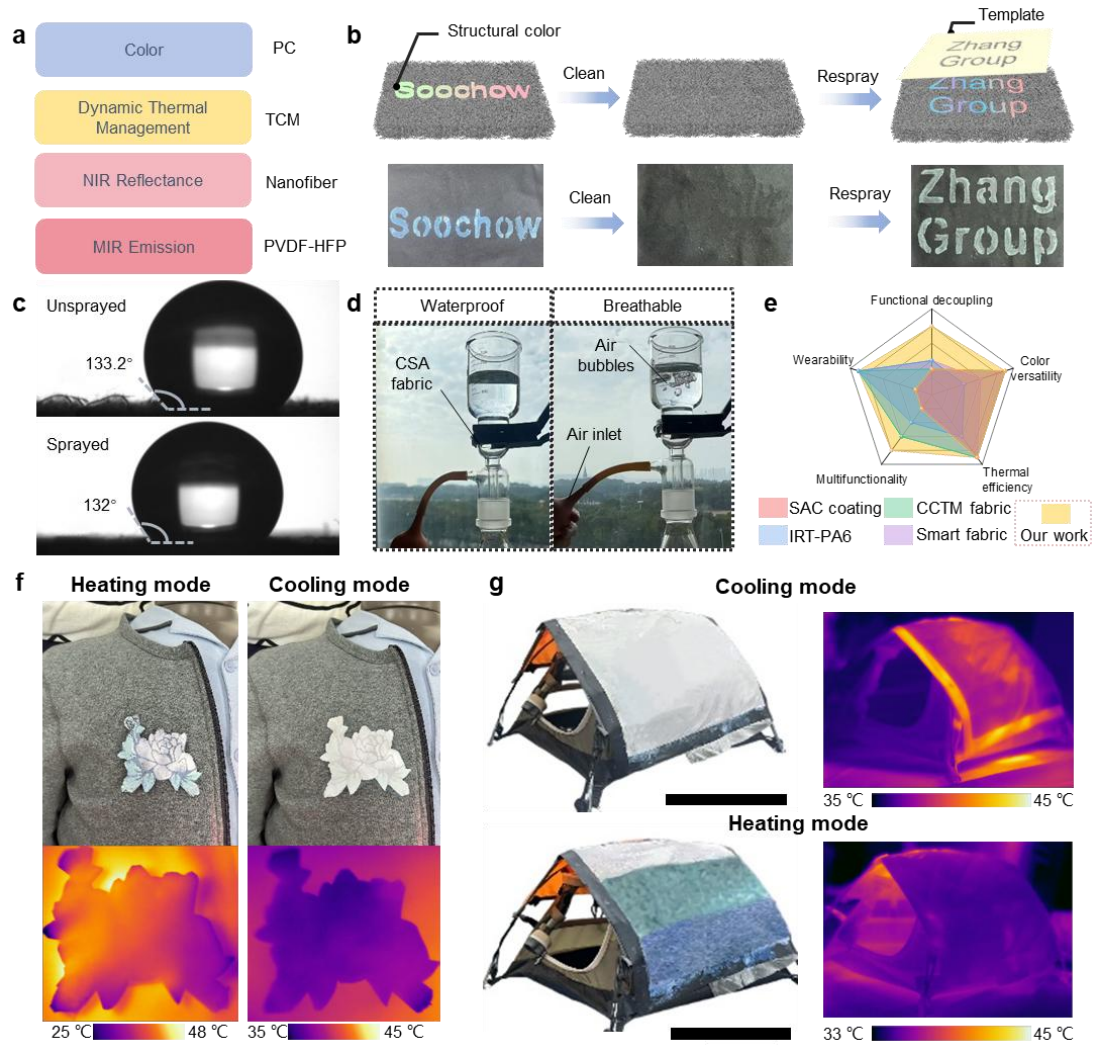 a
Color
PC
Dynamic Thermal
Management
TCM
NIR Reflectance
Nanofiber
MIR Emission
PVDF-HFP
b
Structural color
Template
Soochow
Clean
Respray
Zhang
Group
Zhang
Group
Soochow
Clean
Respray
Zhang
Group
c
Unsprayed
133.2°
Sprayed
132°
d
Waterproof
Breathable
CSA
fabric
Air
bubbles
Air inlet
e
Functional decoupling
Wearability
Color
versatility
Multifunctionality
Thermal
efficiency
SAC coating
CCTM fabric
IRT-PA6
Smart fabric
Our work
f
Heating mode
Cooling mode
25 ℃
48 ℃
35 ℃
45 ℃
g
Cooling mode
35 ℃
45 ℃
Heating mode
33 ℃
45 ℃